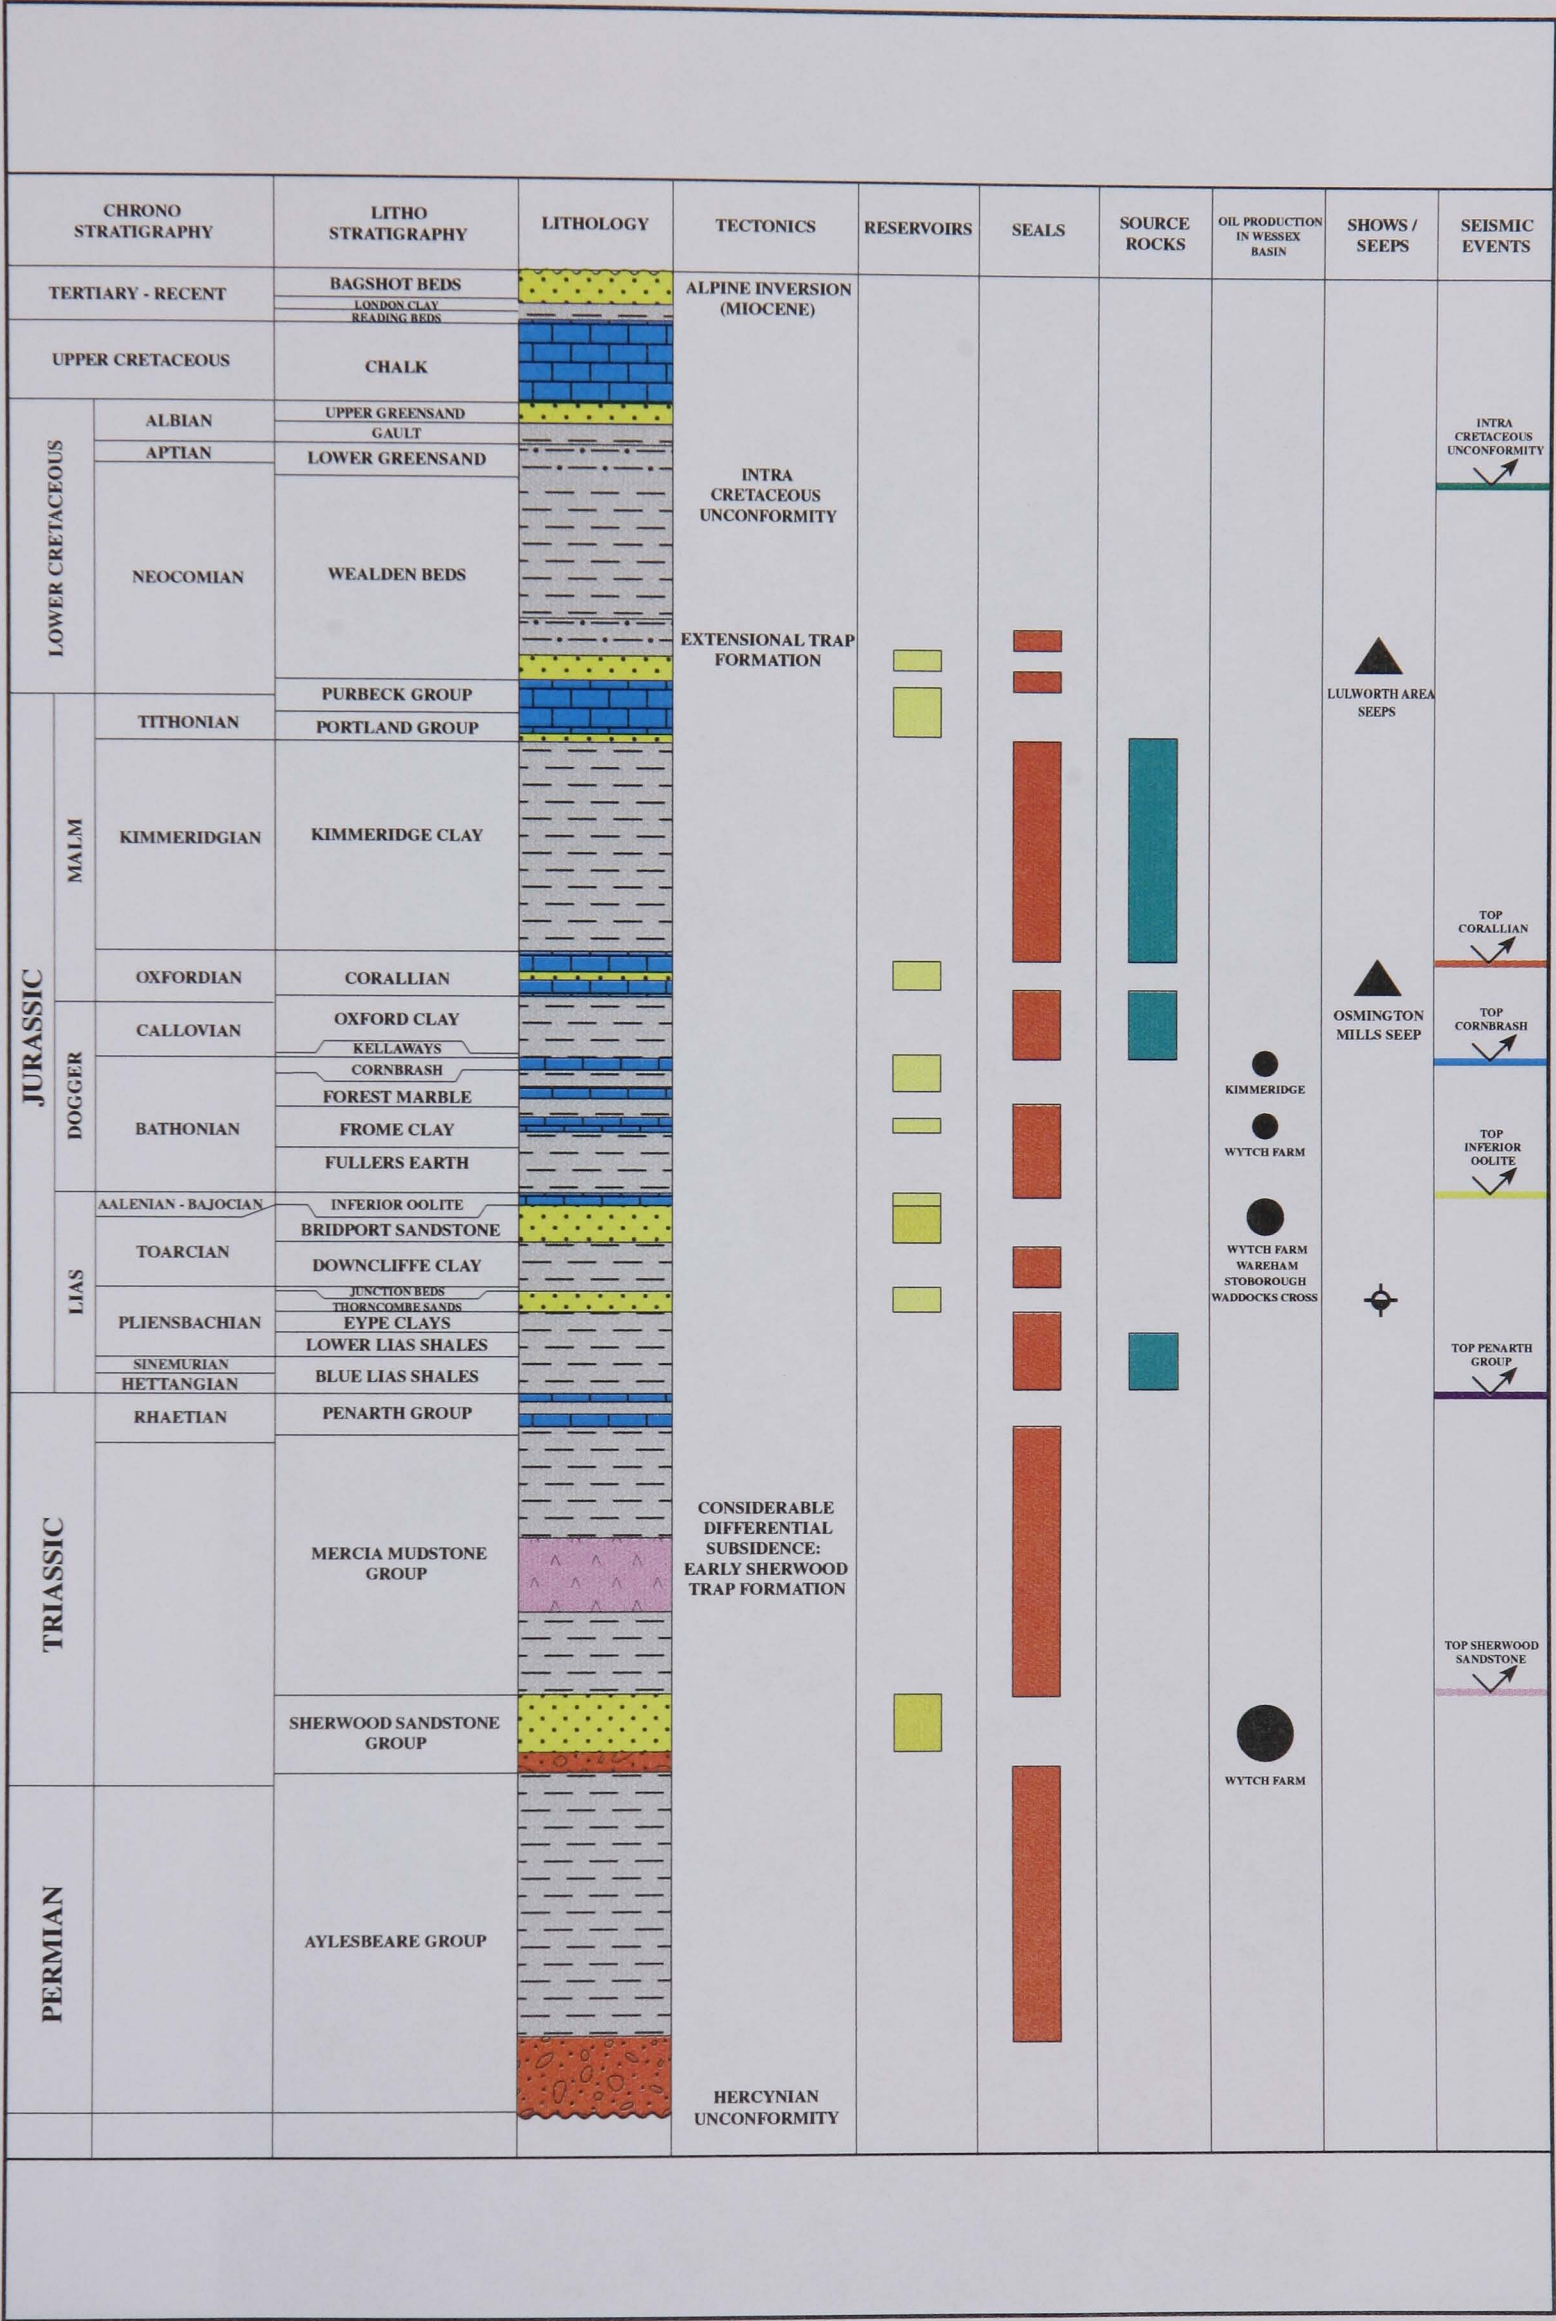 CHRONO
STRATIGRAPHY
LITHO
STRATIGRAPHY
LITHOLOGY
TECTONICS
RESERVOIRS
SEALS
SOURCE
ROCKS
OIL PRODUCTION
IN WESSEX
BASIN
SHOWS /
SEEPS
SEISMIC
EVENTS
TERTIARY - RECENT
UPPER CRETACEOUS
LOWER CRETACEOUS
ALBIAN
APTIAN
NEOCOMIAN
JURASSIC
MALM
TITHONIAN
KIMMERIDGIAN
OXFORDIAN
DOGGER
CALLOVIAN
BATHONIAN
LIAS
AALENIAN - BAJOCIAN
TOARCIAN
PLIENSBACHIAN
SINEMURIAN
HETTANGIAN
TRIASSIC
RHAETIAN
PERMIAN
BAGSHOT BEDS
LONDON CLAY
READING BEDS
CHALK
UPPER GREENSAND
GAULT
LOWER GREENSAND
WEALDEN BEDS
PURBECK GROUP
PORTLAND GROUP
KIMMERIDGE CLAY
CORALLIAN
OXFORD CLAY
KELLAWAYS
CORNBRASH
FOREST MARBLE
FROME CLAY
FULLERS EARTH
INFERIOR OOLITE
BRIDPORT SANDSTONE
DOWNCLIFFE CLAY
JUNCTION BEDS
THORNCOMBE SANDS
EYPE CLAYS
LOWER LIAS SHALES
BLUE LIAS SHALES
PENARTH GROUP
MERCIA MUDSTONE
GROUP
SHERWOOD SANDSTONE
GROUP
AYLESBEARE GROUP
ALPINE INVERSION
(MIOCENE)
INTRA
CRETACEOUS
UNCONFORMITY
EXTENSIONAL TRAP
FORMATION
CONSIDERABLE
DIFFERENTIAL
SUBSIDENCE:
EARLY SHERWOOD
TRAP FORMATION
HERCYNIAN
UNCONFORMITY
KIMMERIDGE
WYTCH FARM
WYTCH FARM
WAREHAM
STOBOROUGH
WADDOCKS CROSS
WYTCH FARM
LULWORTH AREA
SEEPS
OSMINGTON
MILLS SEEP
INTRA
CRETACEOUS
UNCONFORMITY
TOP
CORALLIAN
TOP
CORNBRASH
TOP
INFERIOR
OOLITE
TOP PENARTH
GROUP
TOP SHERWOOD
SANDSTONE